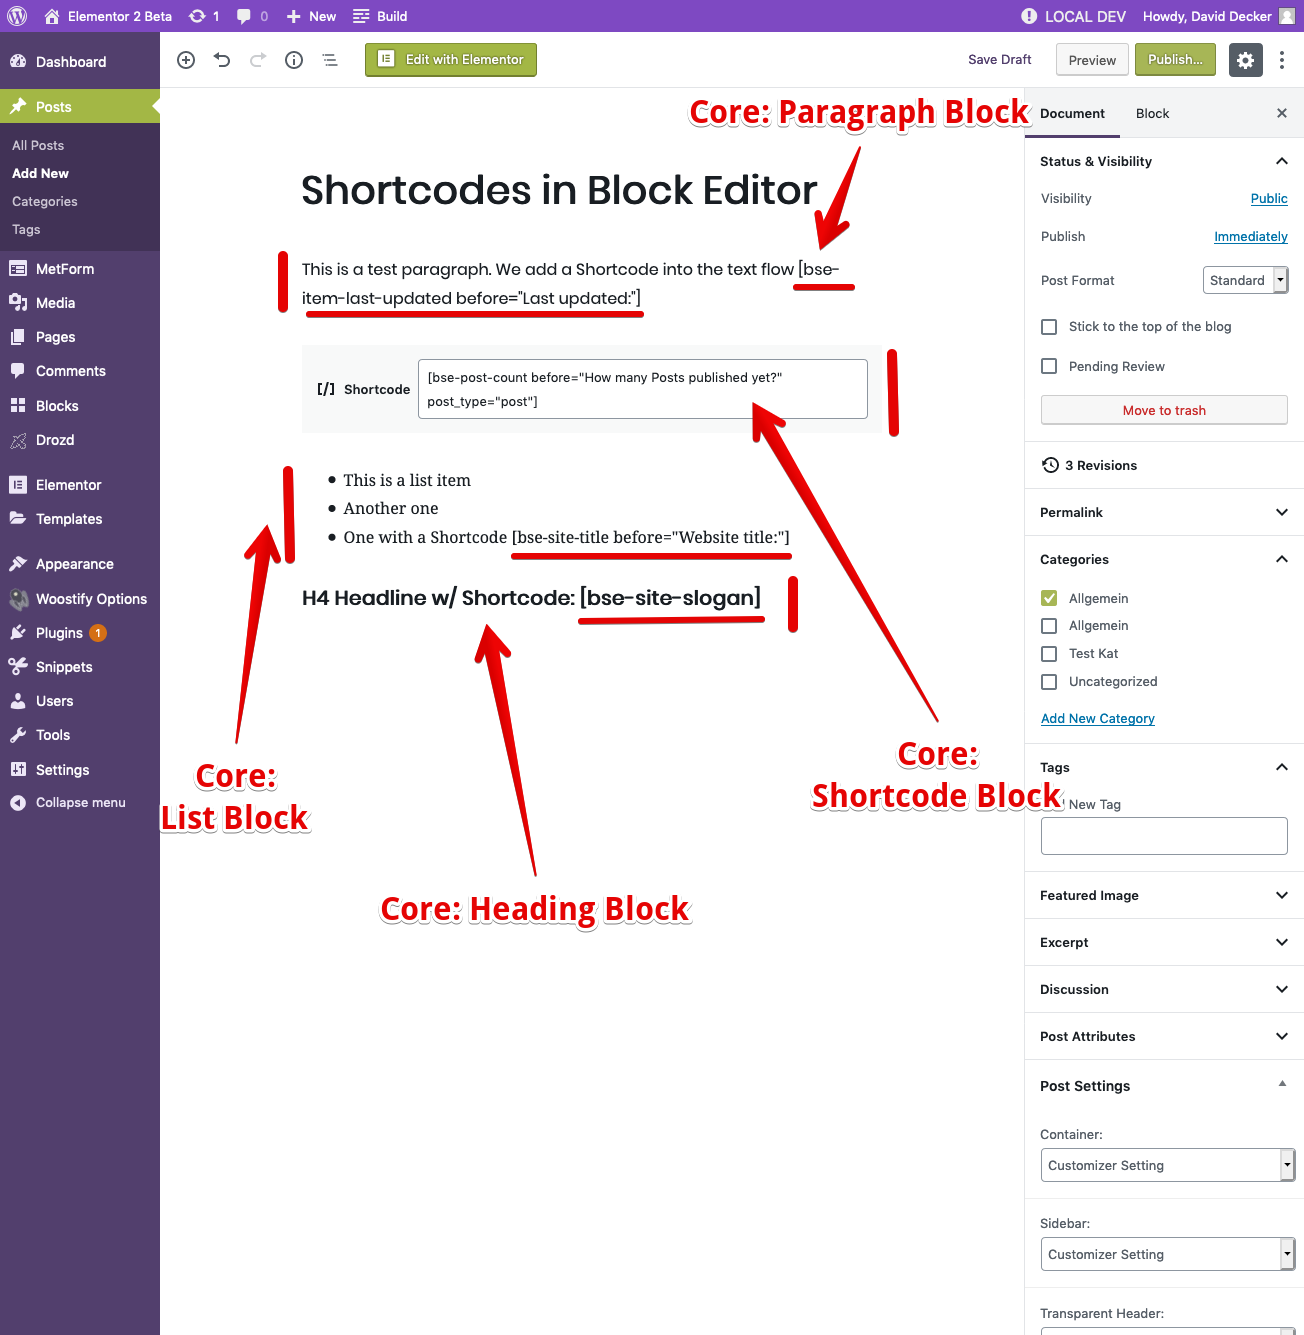 Elementor 2 Beta 1 0 New Build LOCAL DEV Howdy, David Decker
Dashboard
Posts
All Posts
Add New
Categories
Tags
MetForm
Media
Pages
Comments
Blocks
Drozd
Elementor
Templates
Appearance
Woostify Options
Plugins 1
Snippets
Users
Tools
Settings
Collapse menu
Edit with Elementor
Save Draft
Preview
Publish...
Core: Paragraph Block
Shortcodes in Block Editor
This is a test paragraph. We add a Shortcode into the text flow [bse-
item-last-updated before="Last updated:"]
[/] Shortcode
[bse-post-count before="How many Posts published yet?"
post_type="post"]
This is a list item
Another one
One with a Shortcode [bse-site-title before="Website title:"]
H4 Headline w/ Shortcode: [bse-site-slogan]
Core:
List Block
Core:
Shortcode Block
Core: Heading Block
Document
Block
Status & Visibility
Visibility Public
Publish Immediately
Post Format Standard
Stick to the top of the blog
Pending Review
Move to trash
3 Revisions
Permalink
Categories
Allgemein
Allgemein
Test Kat
Uncategorized
Add New Category
Tags
New Tag
Featured Image
Excerpt
Discussion
Post Attributes
Post Settings
Container:
Customizer Setting
Sidebar:
Customizer Setting
Transparent Header: